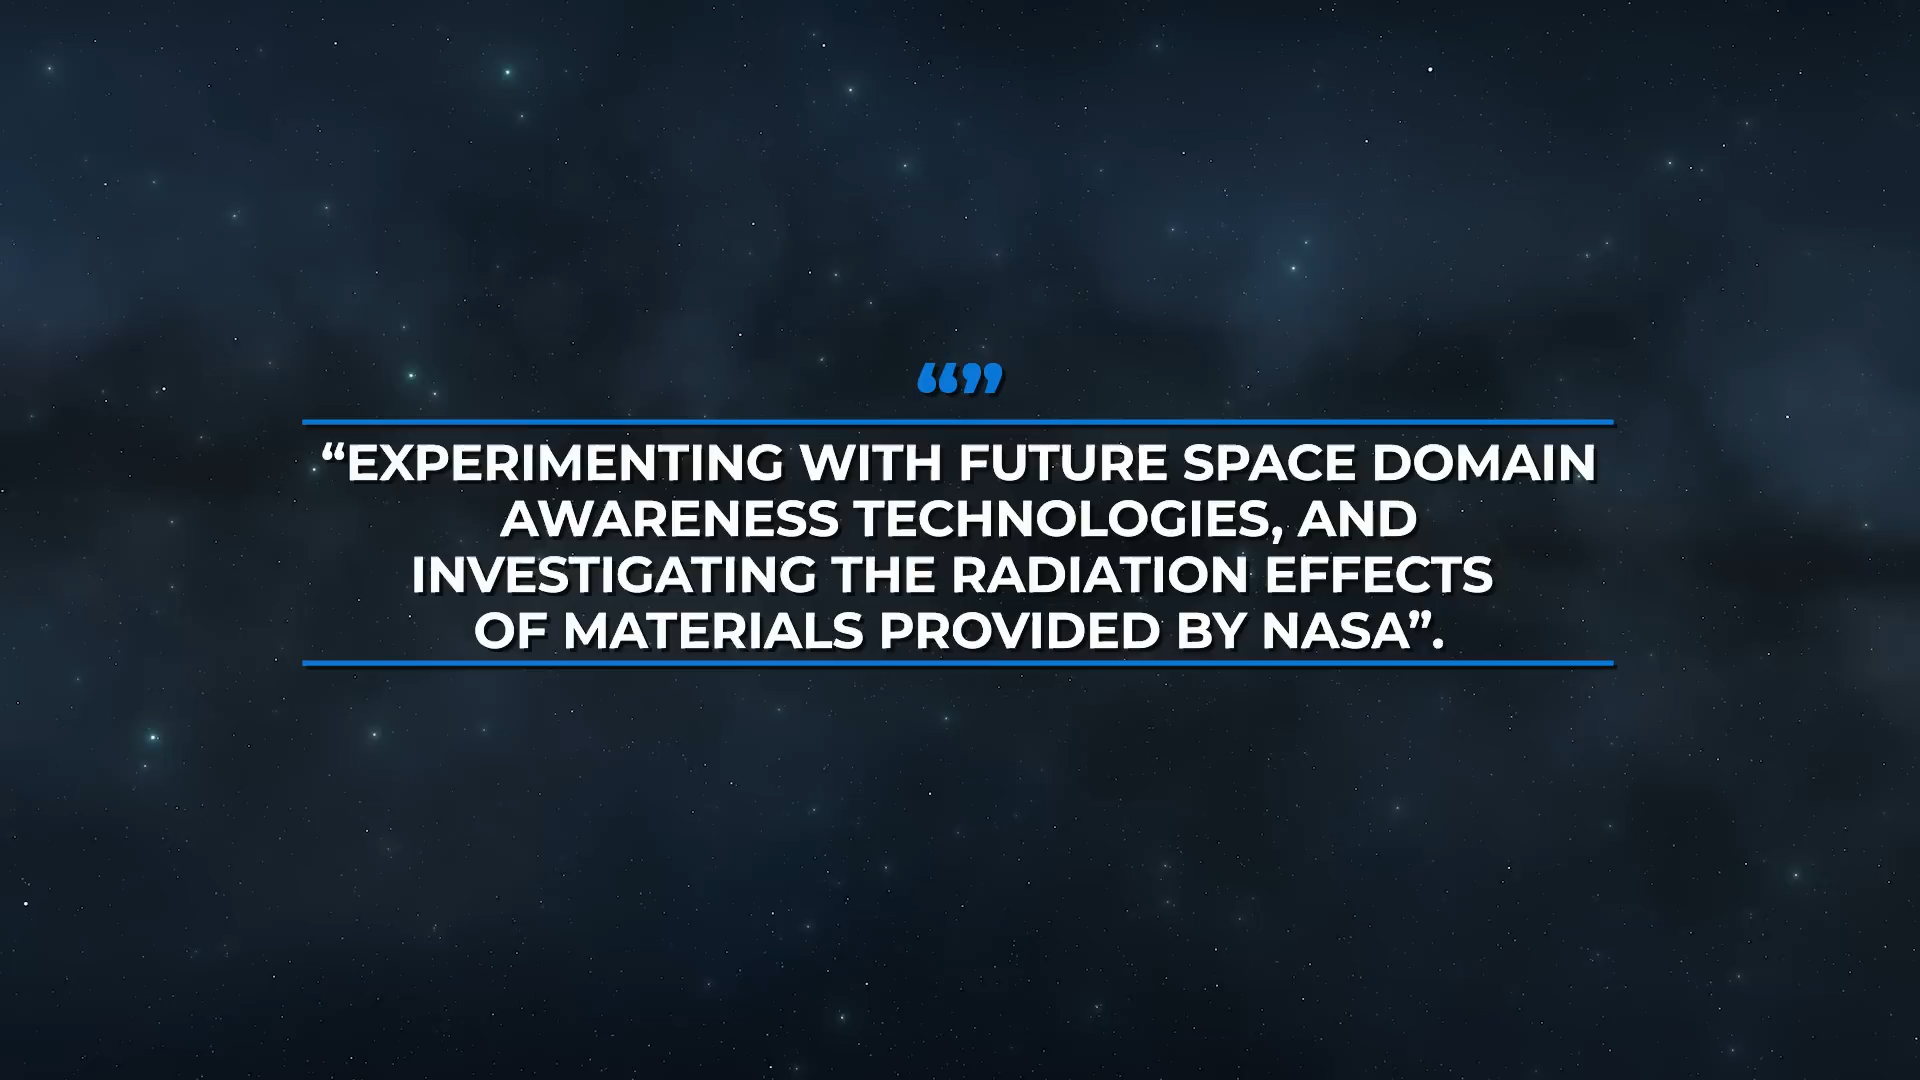 “”
“EXPERIMENTING WITH FUTURE SPACE DOMAIN
AWARENESS TECHNOLOGIES, AND
INVESTIGATING THE RADIATION EFFECTS
OF MATERIALS PROVIDED BY NASA”.